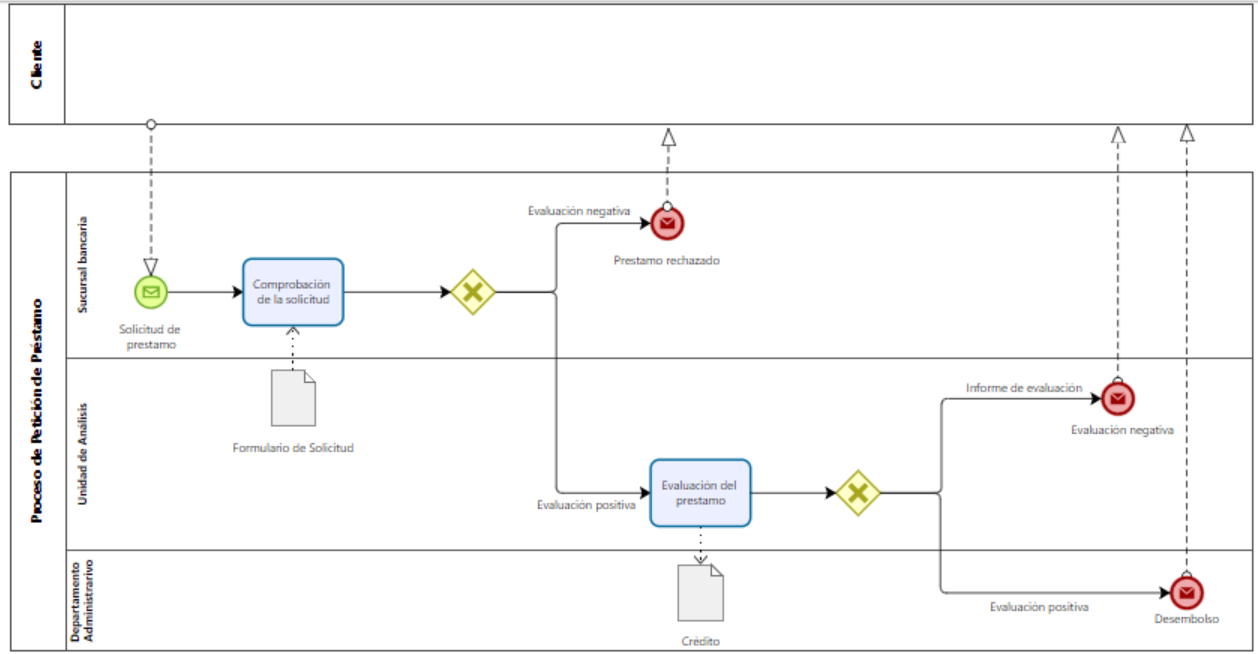 Cliente
Proceso de Petición de Préstamo
Sucursal bancaria
Solicitud de
prestamo
Comprobación
de la solicitud
Evaluación negativa
Prestamo rechazado
Unidad de Análisis
Formulario de Solicitud
Evaluación positiva
Evaluación del
prestamo
Informe de evaluación
Evaluación negativa
Departamento
Administrarivo
Crédito
Evaluación positiva
Desembolso